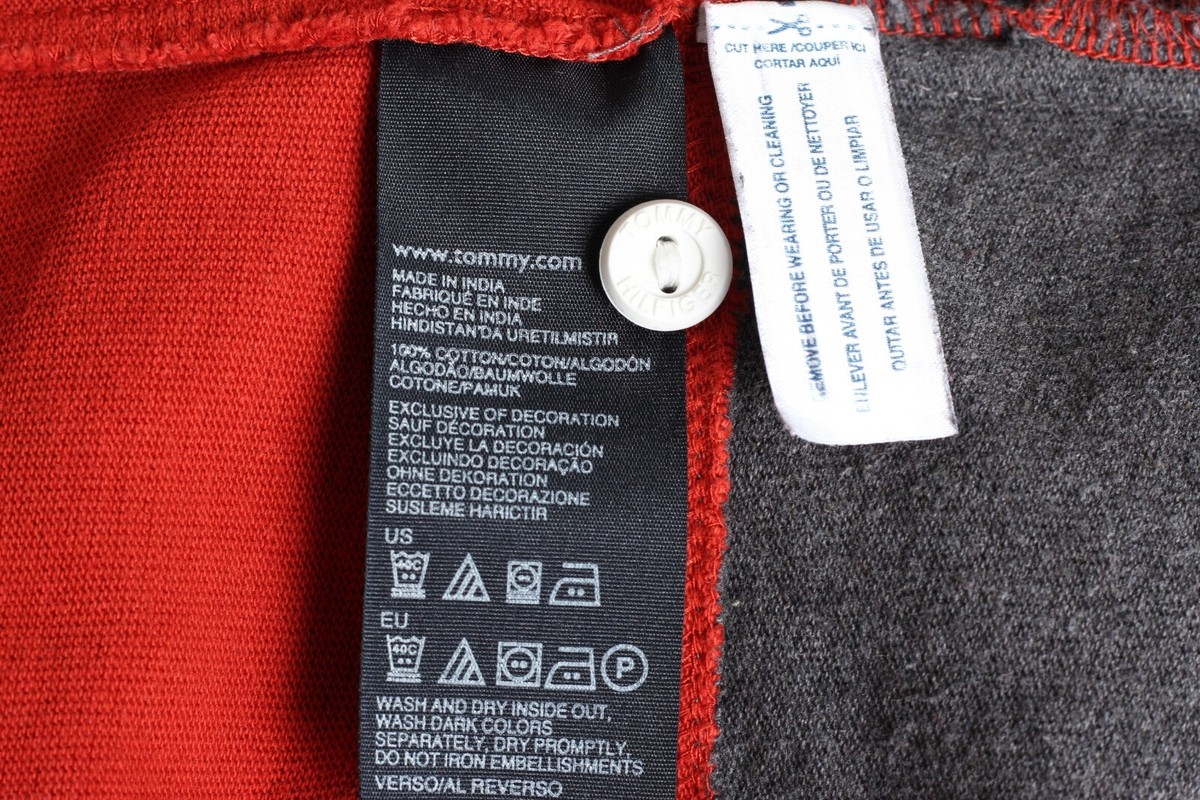 www.tommy.com
MADE IN INDIA
FABRIQUÉ EN INDE
HECHO EN INDIA
HINDISTAN'DA URETILMISTIR
100% COTTON/COTON/ALGODÓN
ALGODÃO/BAUMWOLLE
COTONE/PAMUK
EXCLUSIVE OF DECORATION
SAUF DÉCORATION
EXCLUYE LA DECORACIÓN
EXCLUINDO DECORAÇÃO
OHNE DEKORATION
ECCETTO DECORAZIONE
SUSLEME HARICTIR
US
40C
EU
40C
P
WASH AND DRY INSIDE OUT,
WASH DARK COLORS
SEPARATELY, DRY PROMPTLY,
DO NOT IRON EMBELLISHMENTS
VERSO/AL REVERSO
TOMMY
HILFIGER
CUT HERE /COUPER ICI
CORTAR AQUI
REMOVE BEFORE WEARING OR CLEANING
ENLEVER AVANT DE PORTER OU DE NETTOYER
QUITAR ANTES DE USAR O LIMPIAR